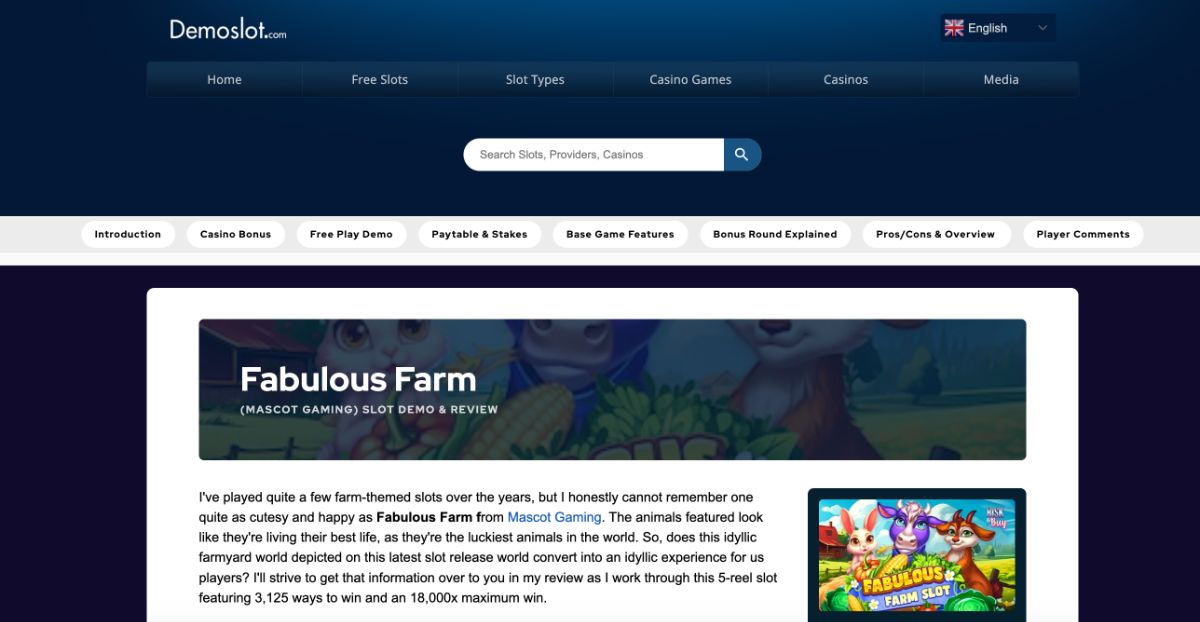 Demoslot.com
English
Home Free Slots Slot Types Casino Games Casinos Media
Search Slots, Providers, Casinos
Introduction Casino Bonus Free Play Demo Paytable & Stakes Base Game Features Bonus Round Explained Pros/Cons & Overview Player Comments
Fabulous Farm
(MASCOT GAMING) SLOT DEMO & REVIEW
I've played quite a few farm-themed slots over the years, but I honestly cannot remember one
quite as cutesy and happy as Fabulous Farm from Mascot Gaming. The animals featured look
like they're living their best life, as they're the luckiest animals in the world. So, does this idyllic
farmyard world depicted on this latest slot release world convert into an idyllic experience for us
players? I'll strive to get that information over to you in my review as I work through this 5-reel slot
featuring 3,125 ways to win and an 18,000x maximum win.
RISK
Buy
FABULOUS
FARM SLOT